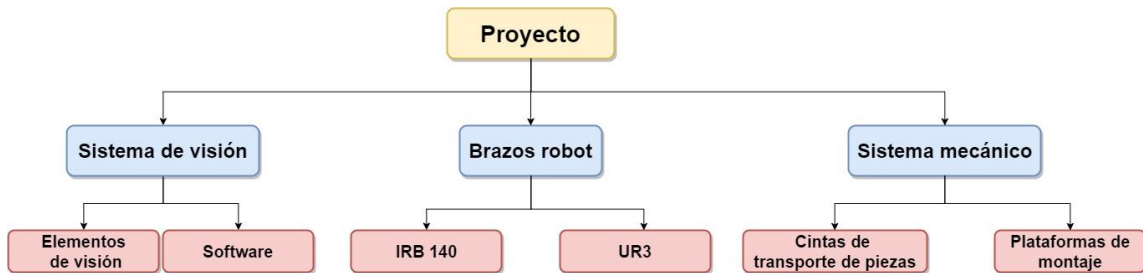 Proyecto
Sistema de visión
Brazos robot
Sistema mecánico
Elementos
de visión
Software
IRB 140
UR3
Cintas de
transporte de piezas
Plataformas de
montaje